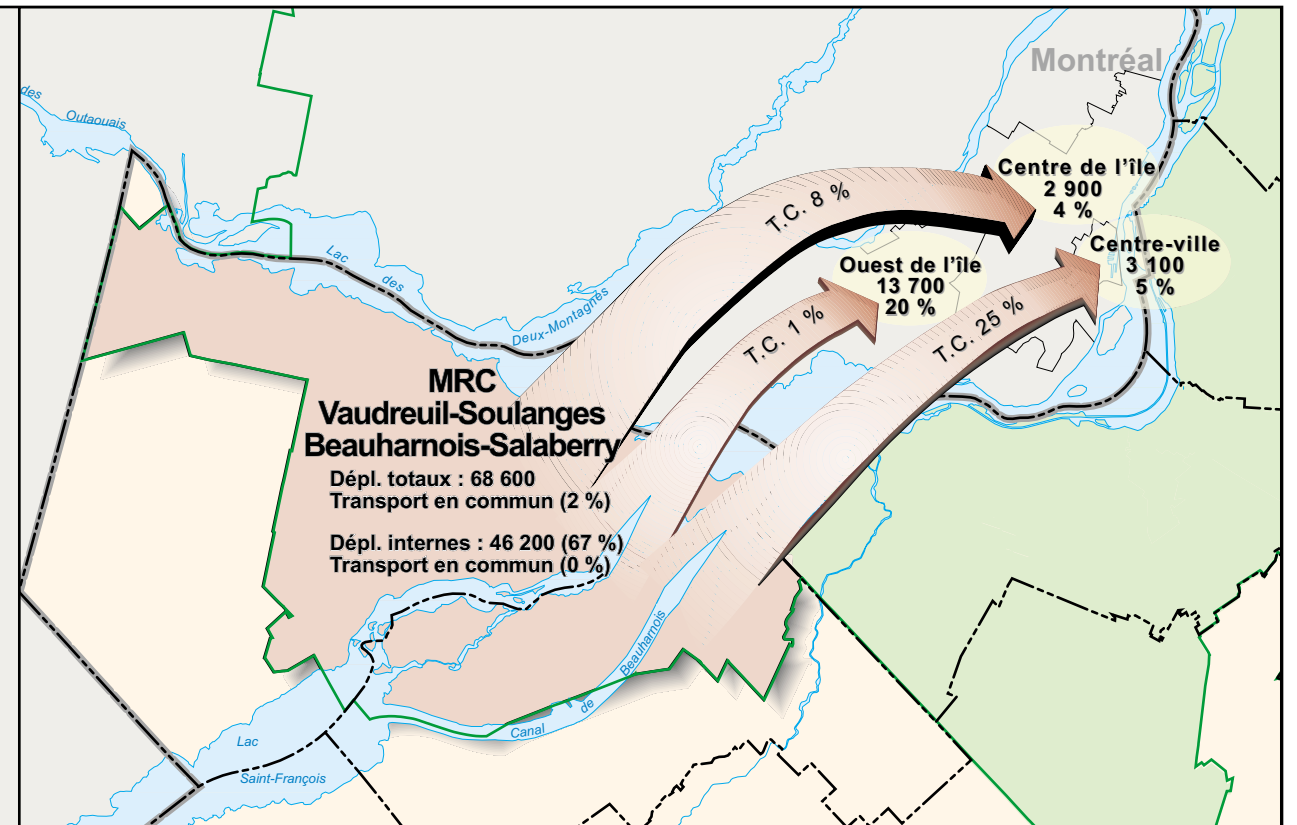 Montréal
des
Outaouais
Centre de l'île
2 900
4 %
T.C. 8 %
Centre-ville
3 100
5 %
Lac
des
Deux-Montagnes
Ouest de l'île
13 700
20 %
T.C. 1 %
T.C. 25 %
MRC
Vaudreuil-Soulanges
Beauharnois-Salaberry
Dépl. totaux : 68 600
Transport en commun (2 %)
Dépl. internes : 46 200 (67 %)
Transport en commun (0 %)
Canal
de
Beauharnois
Lac
Saint-François